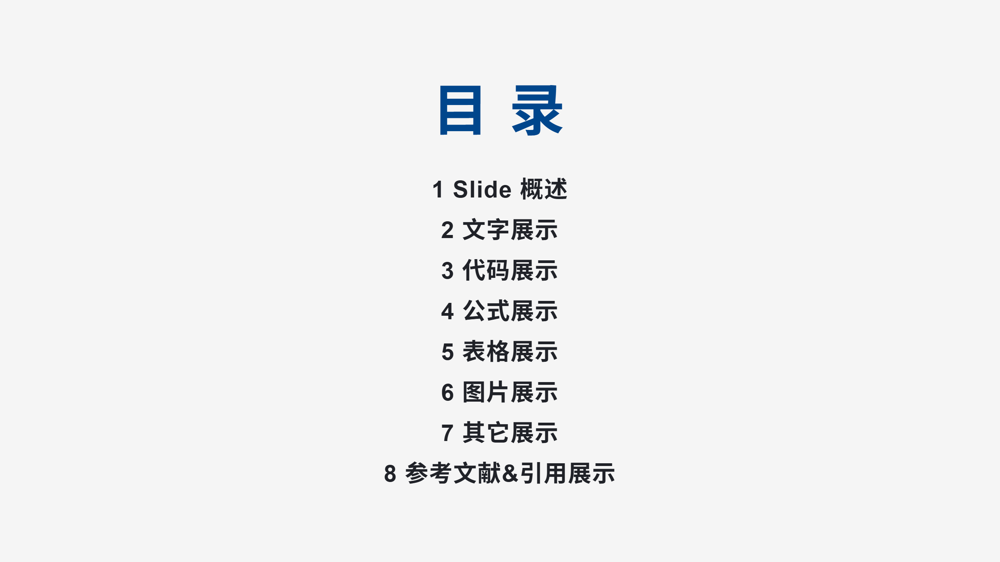 目 录
1 Slide 概述
2 文字展示
3 代码展示
4 公式展示
5 表格展示
6 图片展示
7 其它展示
8 参考文献&引用展示